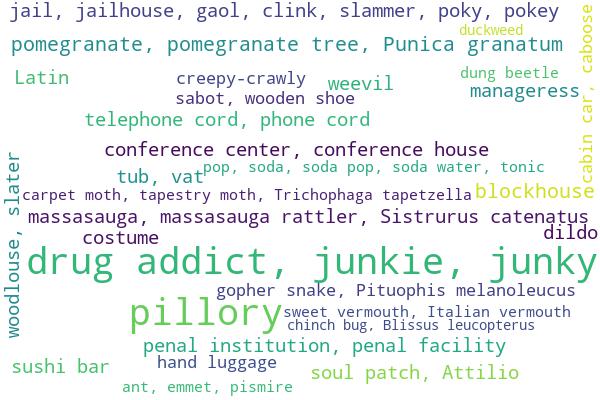 jail, jailhouse, gaol, clink, slammer, poky, pokey
duckweed
pomegranate, pomegranate tree, Punica granatum
cabin car, caboose
Latin
creepy-crawly
weevil
dung beetle
manageress
sabot, wooden shoe
telephone cord, phone cord
conference center, conference house
pop, soda, soda pop, soda water, tonic
tub, vat
woodlouse, slater
carpet moth, tapestry moth, Trichophaga tapetzella
blockhouse
massasauga, massasauga rattler, Sistrurus catenatus
costume
dildo
drug addict, junkie, junky
gopher snake, Pituophis melanoleucus
pillory
sweet vermouth, Italian vermouth
chinch bug, Blissus leucopterus
penal institution, penal facility
hand luggage
sushi bar
soul patch, Attilio
ant, emmet, pismire